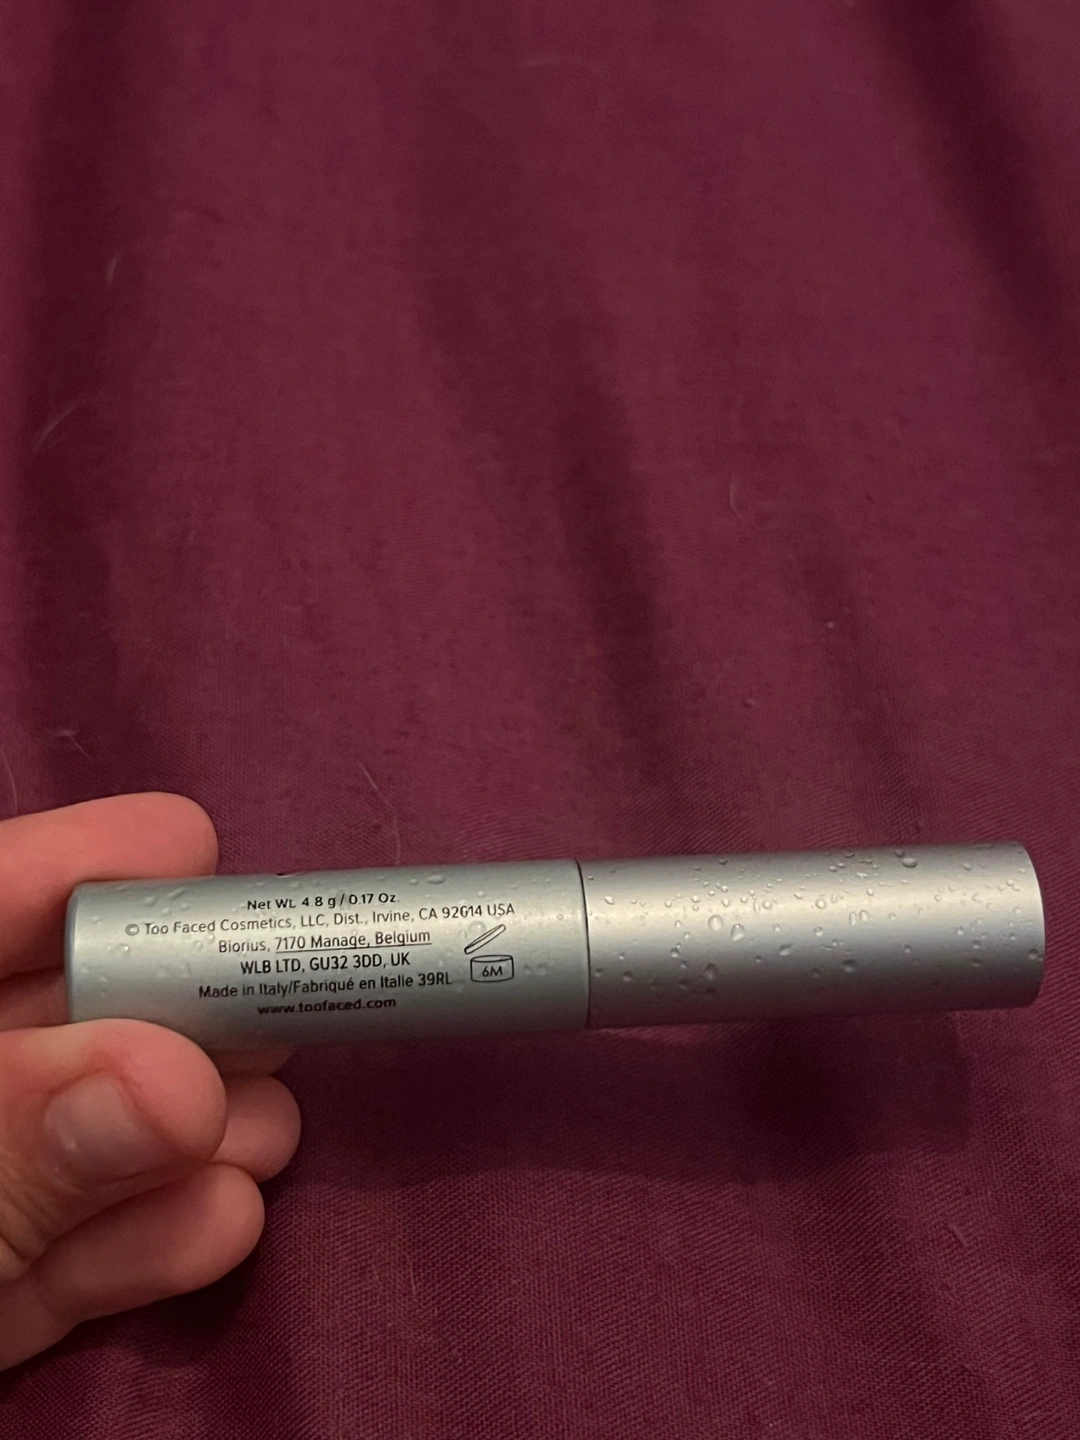 Net Wt. 4.8 g / 0.17 Oz.
© Too Faced Cosmetics, LLC, Dist., Irvine, CA 92614 USA
Biorius, 7170 Manage, Belgium
WLB LTD, GU32 3DD, UK
6M
Made in Italy/Fabriqué en Italie 39RL
www.toofaced.com